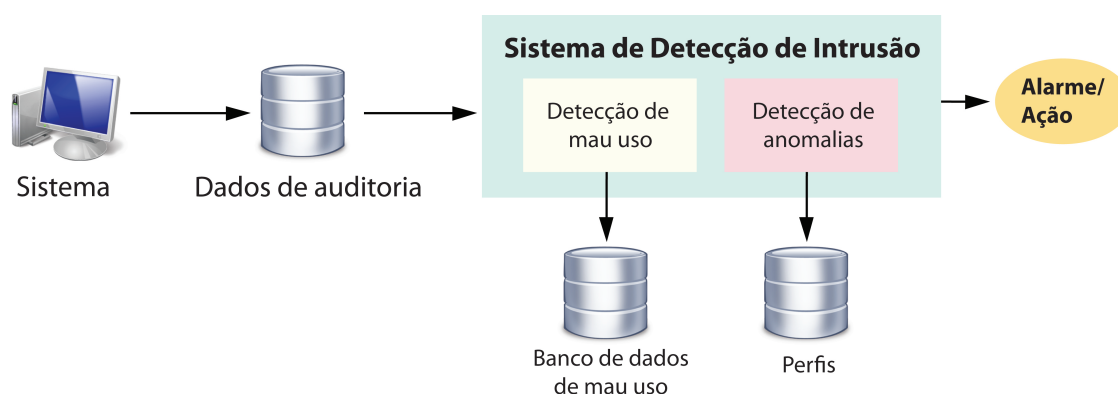 Sistema
Dados de auditoria
Sistema de Detecção de Intrusão
Detecção de
mau uso
Detecção de
anomalias
Banco de dados
de mau uso
Perfis
Alarme/
Ação